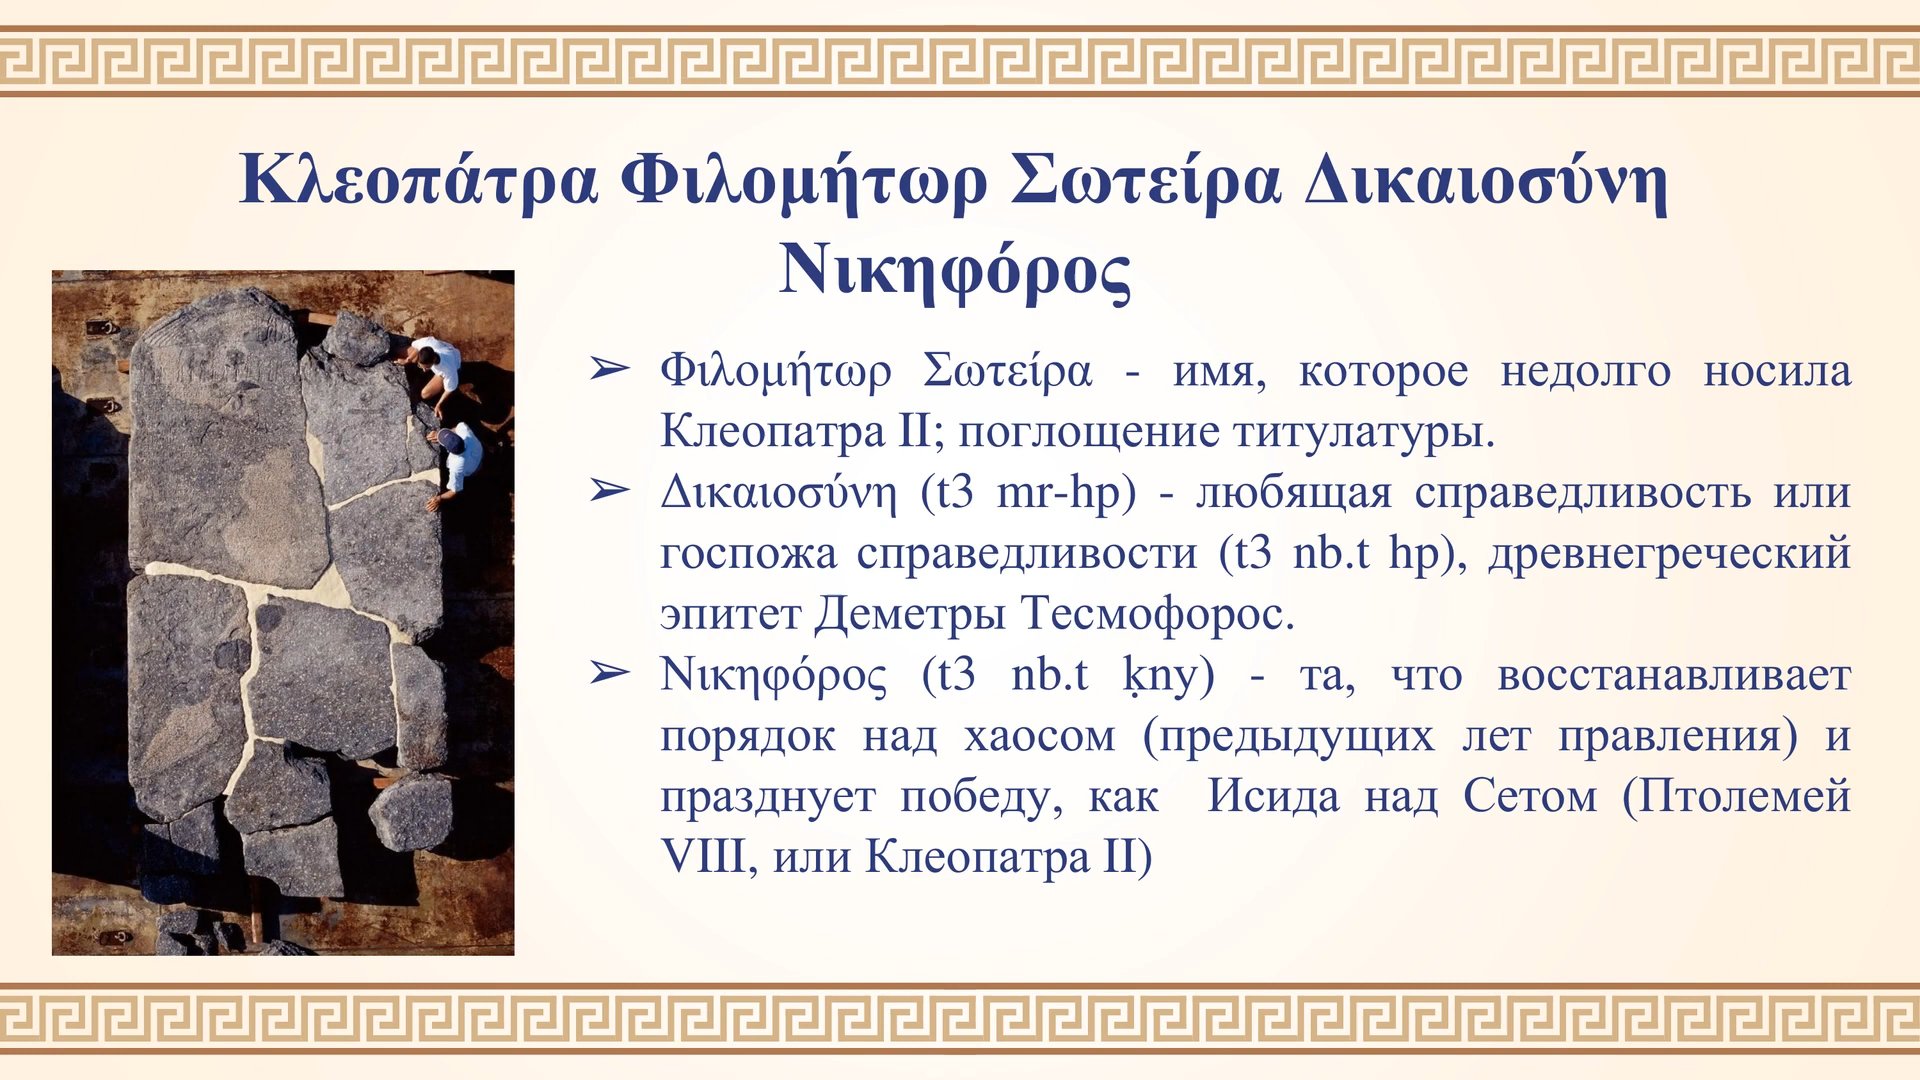 Κλεοπάτρα Φιλομήτωρ Σωτείρα Δικαιοσύνη
Νικηφόρος
➢ Φιλομήτωρ Σωτείρα - имя, которое недолго носила
Клеопатра II; поглощение титулатуры.
➢ Δικαιοσύνη (t3 mr-hp) - любящая справедливость или
госпожа справедливости (t3 nb.t hp), древнегреческий
эпитет Деметры Тесмофорос.
➢ Νικηφόρος (t3 nb.t ḳny) - та, что восстанавливает
порядок над хаосом (предыдущих лет правления) и
празднует победу, как Исида над Сетом (Птолемей
VIII, или Клеопатра II)